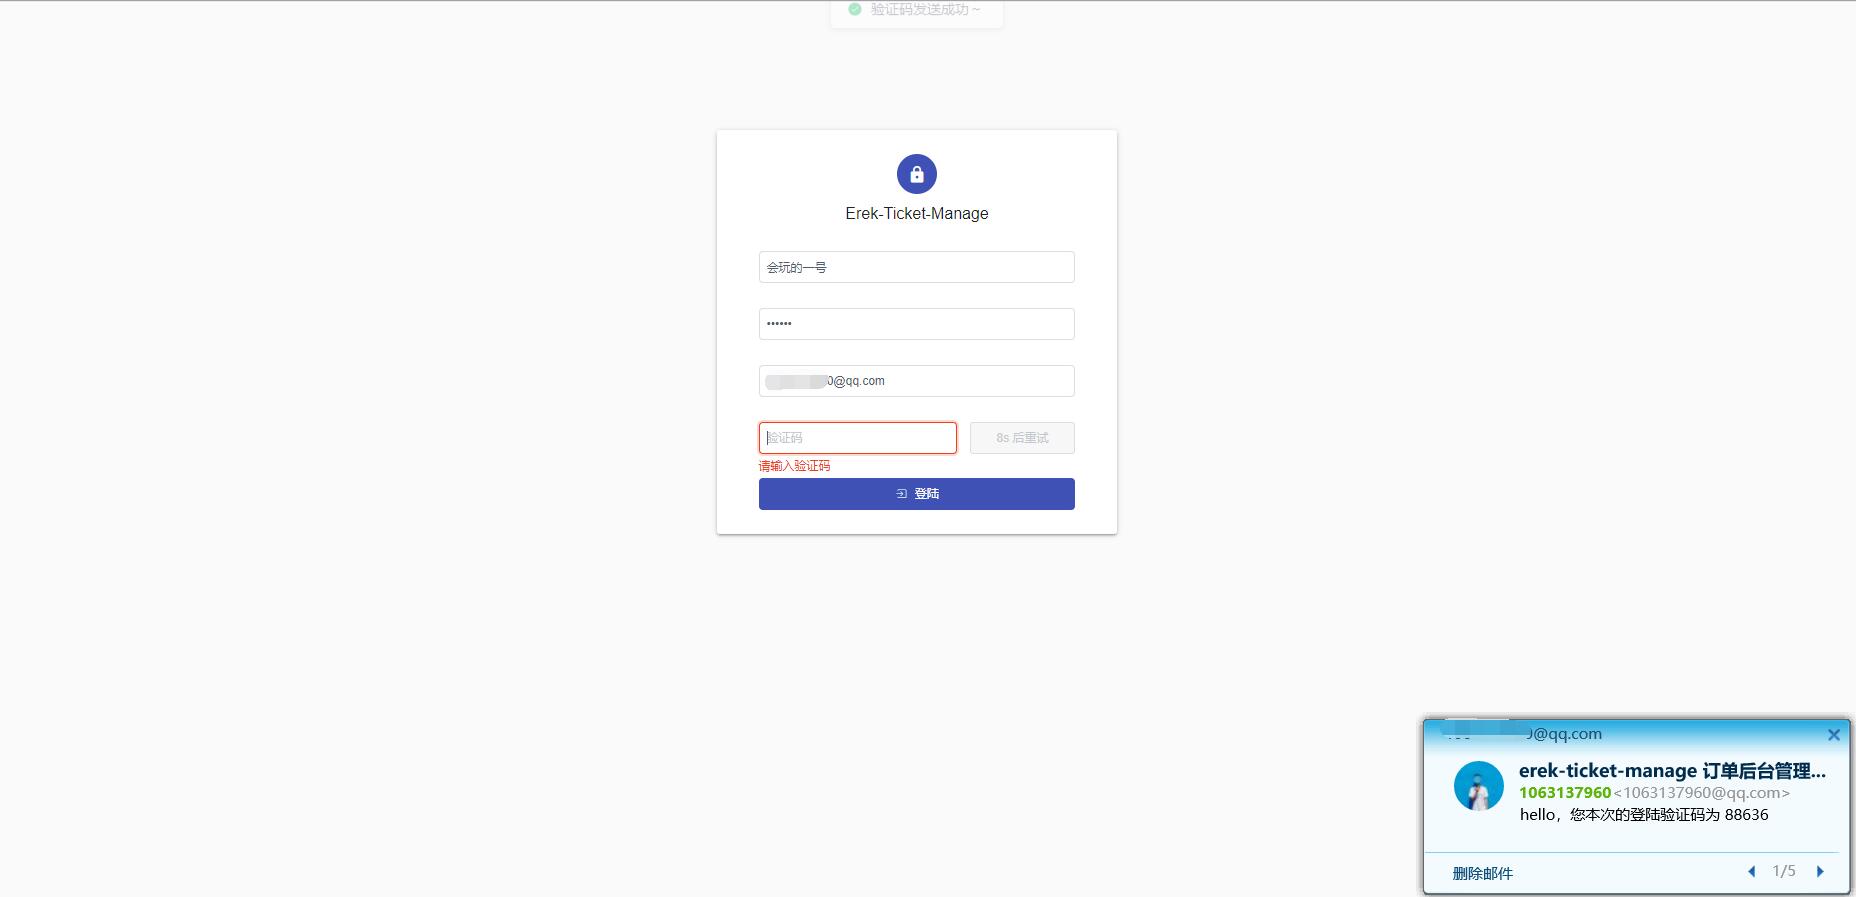 验证码发送成功 ~
Erek-Ticket-Manage
会玩的一号
••••••
0@qq.com
验证码
8s 后重试
请输入验证码
登陆
@qq.com
erek-ticket-manage 订单后台管理...
1063137960<1063137960@qq.com>
hello，您本次的登陆验证码为 88636
删除邮件
1/5